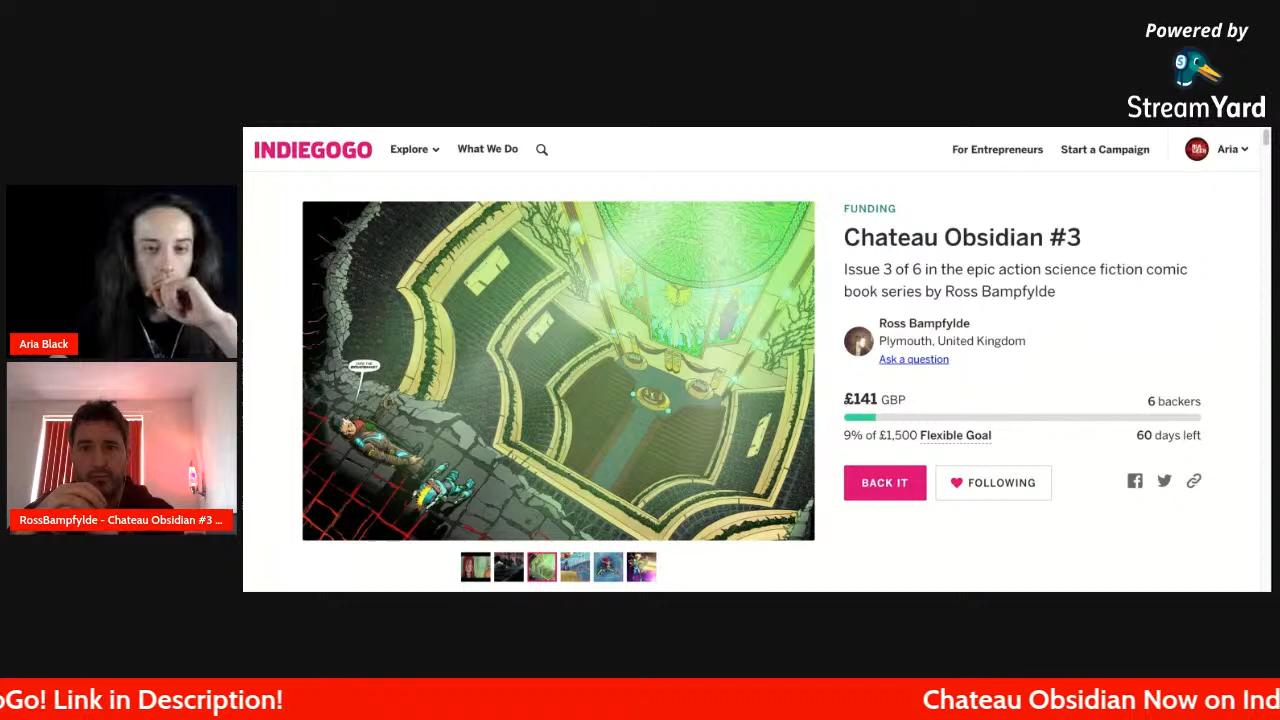 Powered by
StreamYard
INDIEGOGO
Explore
What We Do
For Entrepreneurs
Start a Campaign
Aria
FUNDING
Chateau Obsidian #3
Issue 3 of 6 in the epic action science fiction comic
book series by Ross Bampfylde
Ross Bampfylde
Plymouth, United Kingdom
Ask a question
£141 GBP
6 backers
9% of £1,500 Flexible Goal
60 days left
BACK IT
FOLLOWING
Aria Black
RossBampfylde - Chateau Obsidian #3 ...
oGo! Link in Description!
Chateau Obsidian Now on Ind